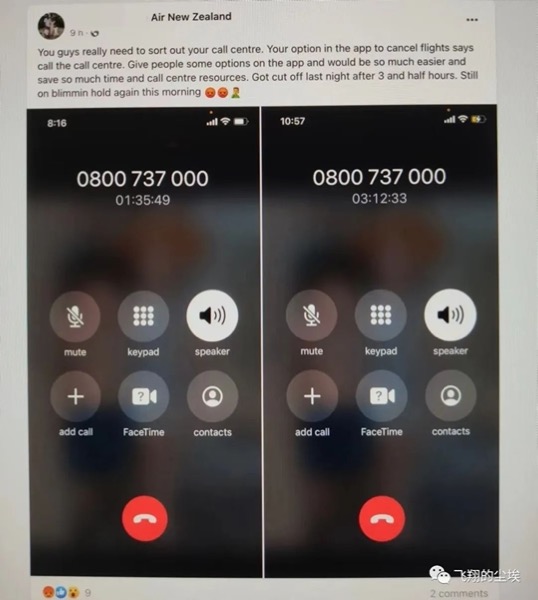 Air New Zealand
9 n
You guys really need to sort out your call centre. Your option in the app to cancel flights says
call the call centre. Give people some options on the app and would be so much easier and
save so much time and call centre resources. Got cut off last night after 3 and half hours. Still
on blimmin hold again this morning 😡😡🤦‍♂️
8:16
0800 737 000
01:35:49
mute keypad speaker
add call FaceTime contacts
10:57
0800 737 000
03:12:33
mute keypad speaker
add call FaceTime contacts
9
2 comments
飞翔的尘埃